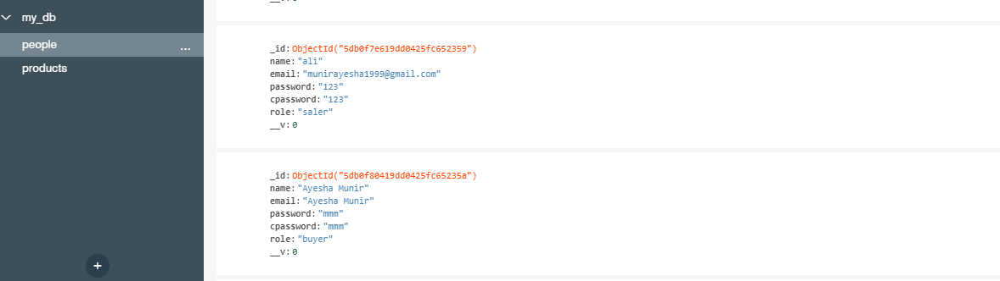 my_db
people ...
products
+
_id: ObjectId("5db0f7e619dd0425fc652359")
name: "ali"
email: "munirayesha1999@gmail.com"
password: "123"
cpassword: "123"
role: "saler"
__v: 0
_id: ObjectId("5db0f80419dd0425fc65235a")
name: "Ayesha Munir"
email: "Ayesha Munir"
password: "mmm"
cpassword: "mmm"
role: "buyer"
__v: 0